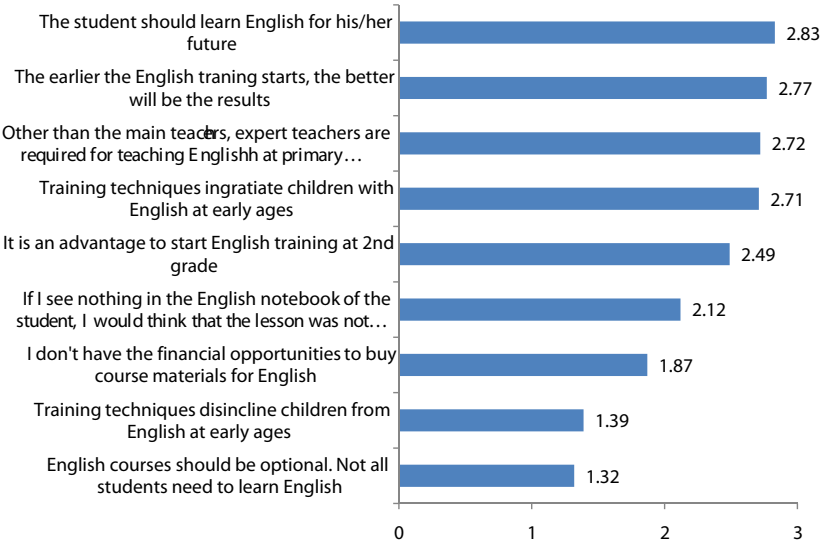 The student should learn English for his/her
future
2.83
The earlier the English traning starts, the better
will be the results
2.77
Other than the main teachrs, expert teachers are
required for teaching Englishh at primary…
2.72
Training techniques ingratiate children with
English at early ages
2.71
It is an advantage to start English training at 2nd
grade
2.49
If I see nothing in the English notebook of the
student, I would think that the lesson was not…
2.12
I don't have the financial opportunities to buy
course materials for English
1.87
Training techniques disincline children from
English at early ages
1.39
English courses should be optional. Not all
students need to learn English
1.32
0 1 2 3